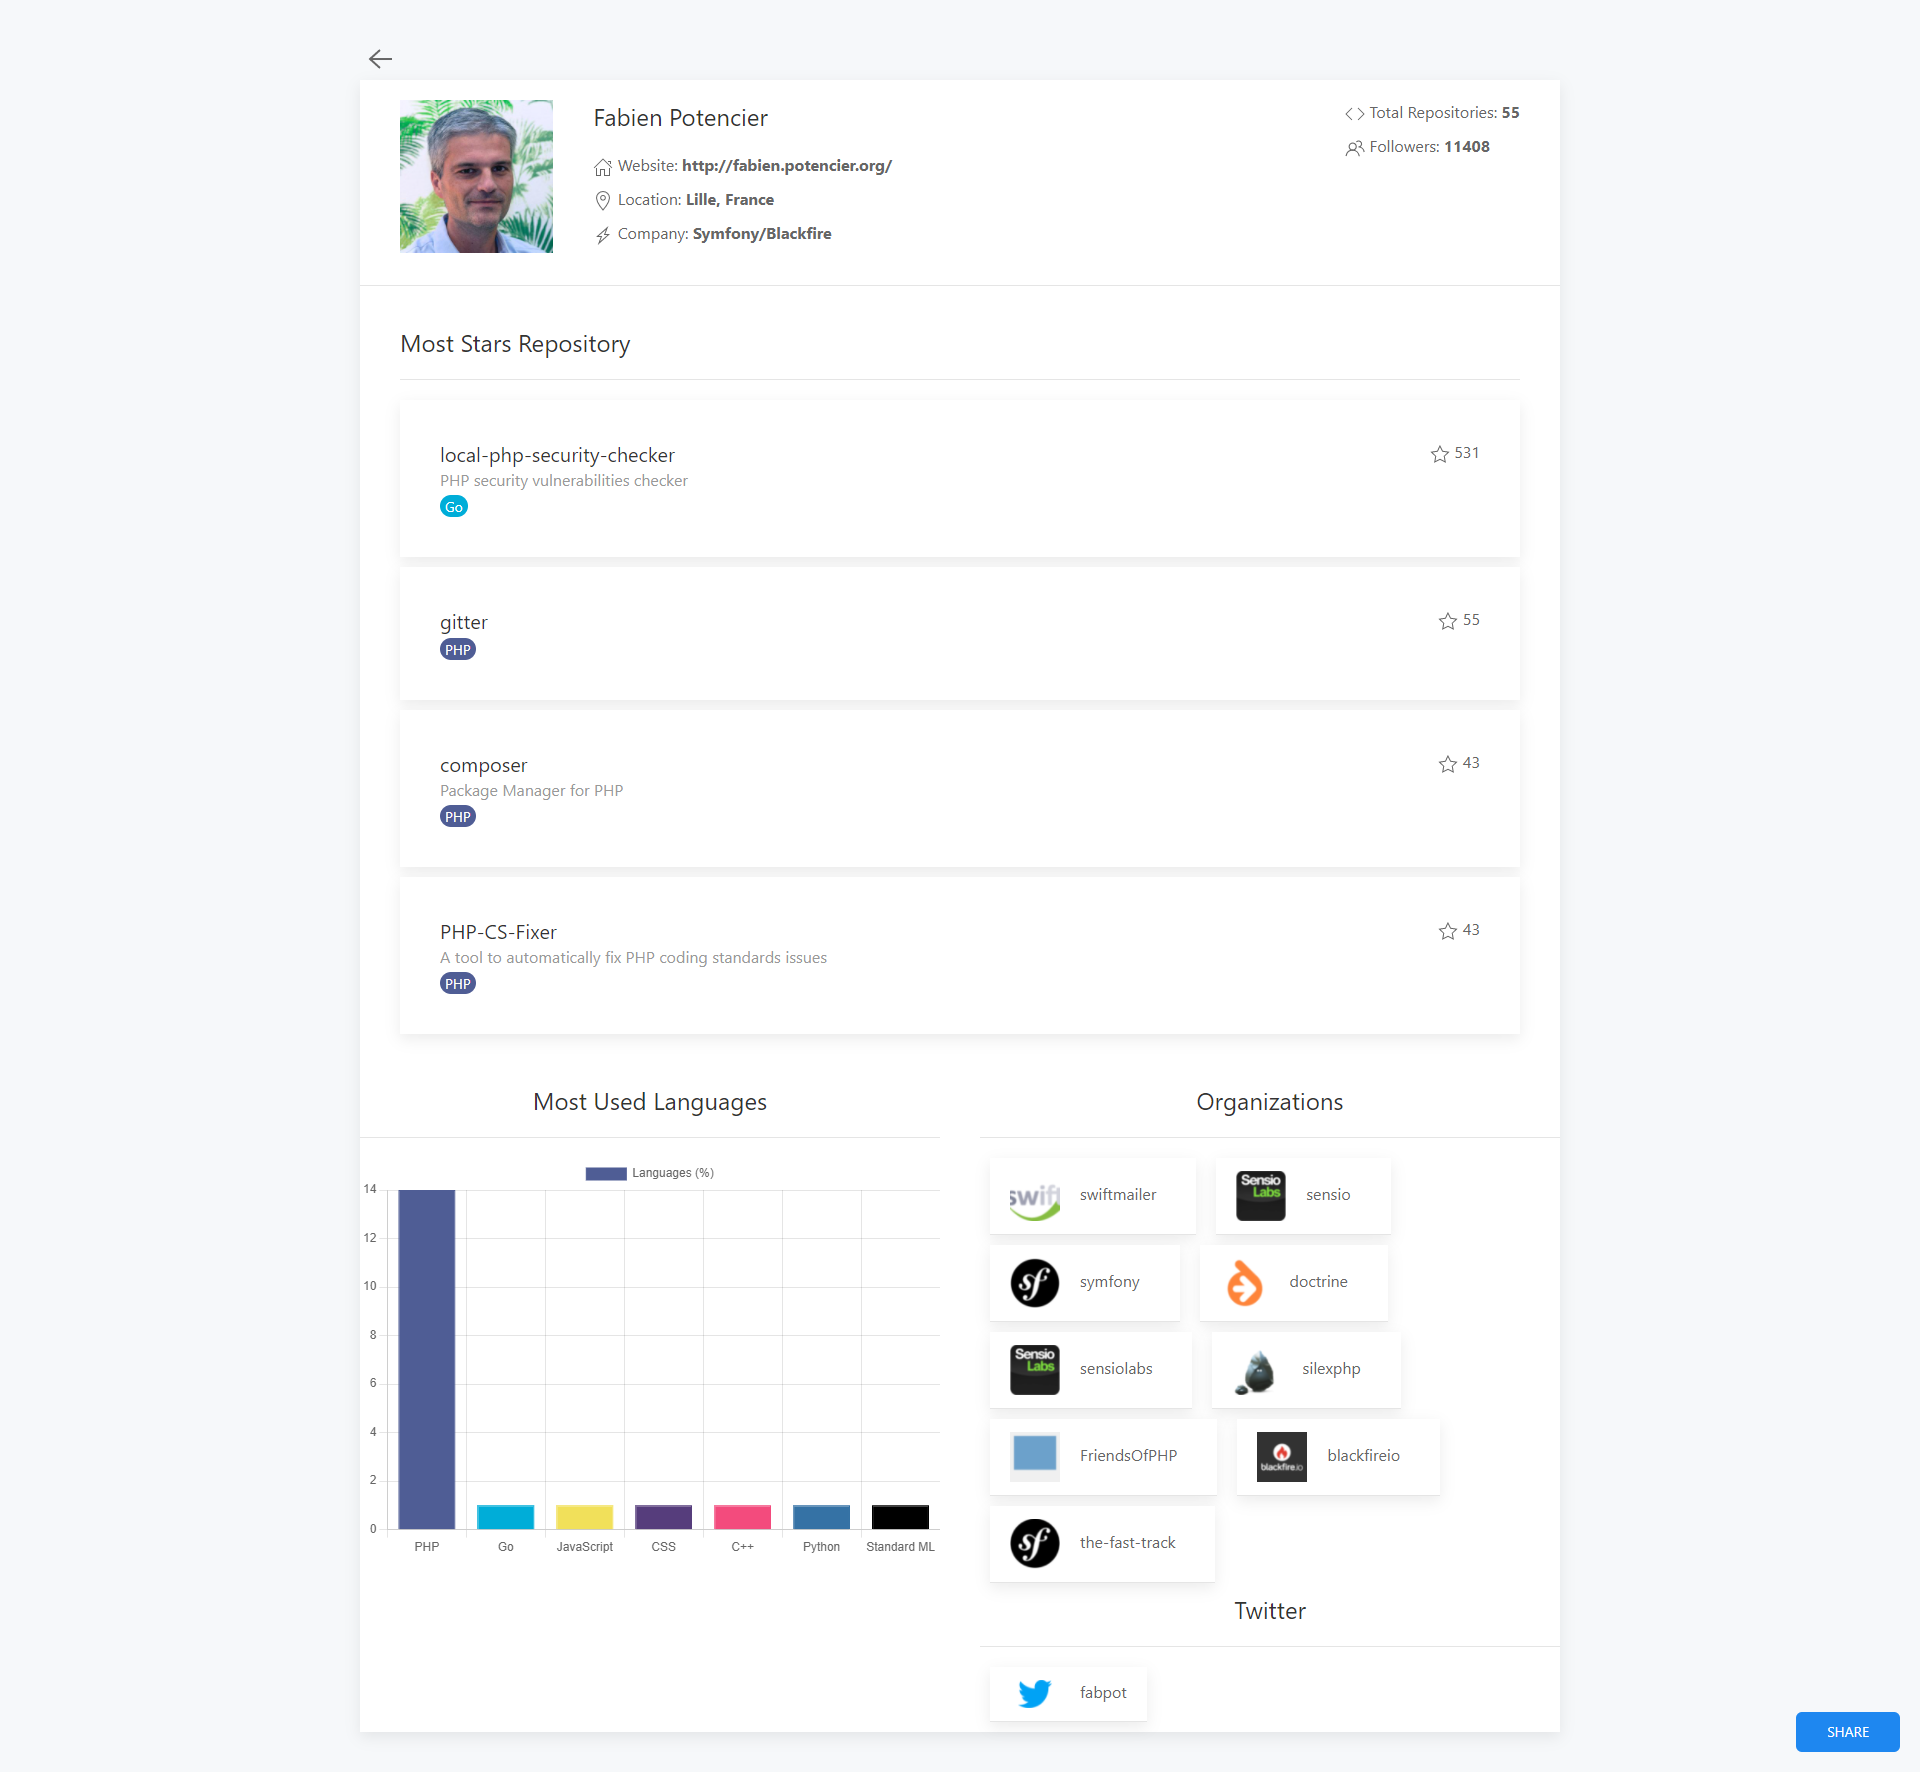 Fabien Potencier
Website: http://fabien.potencier.org/
Location: Lille, France
Company: Symfony/Blackfire
Total Repositories: 55
Followers: 11408
Most Stars Repository
local-php-security-checker
531
PHP security vulnerabilities checker
Go
gitter
55
PHP
composer
43
Package Manager for PHP
PHP
PHP-CS-Fixer
43
A tool to automatically fix PHP coding standards issues
PHP
Most Used Languages
Languages (%)
14
12
10
8
6
4
2
0
PHP Go JavaScript CSS C++ Python Standard ML
Organizations
swift
swiftmailer
Sensio
Labs
sensio
sf
symfony
doctrine
Sensio
Labs
sensiolabs
silexphp
FriendsOfPHP
blackfire.io
blackfireio
sf
the-fast-track
Twitter
fabpot
SHARE